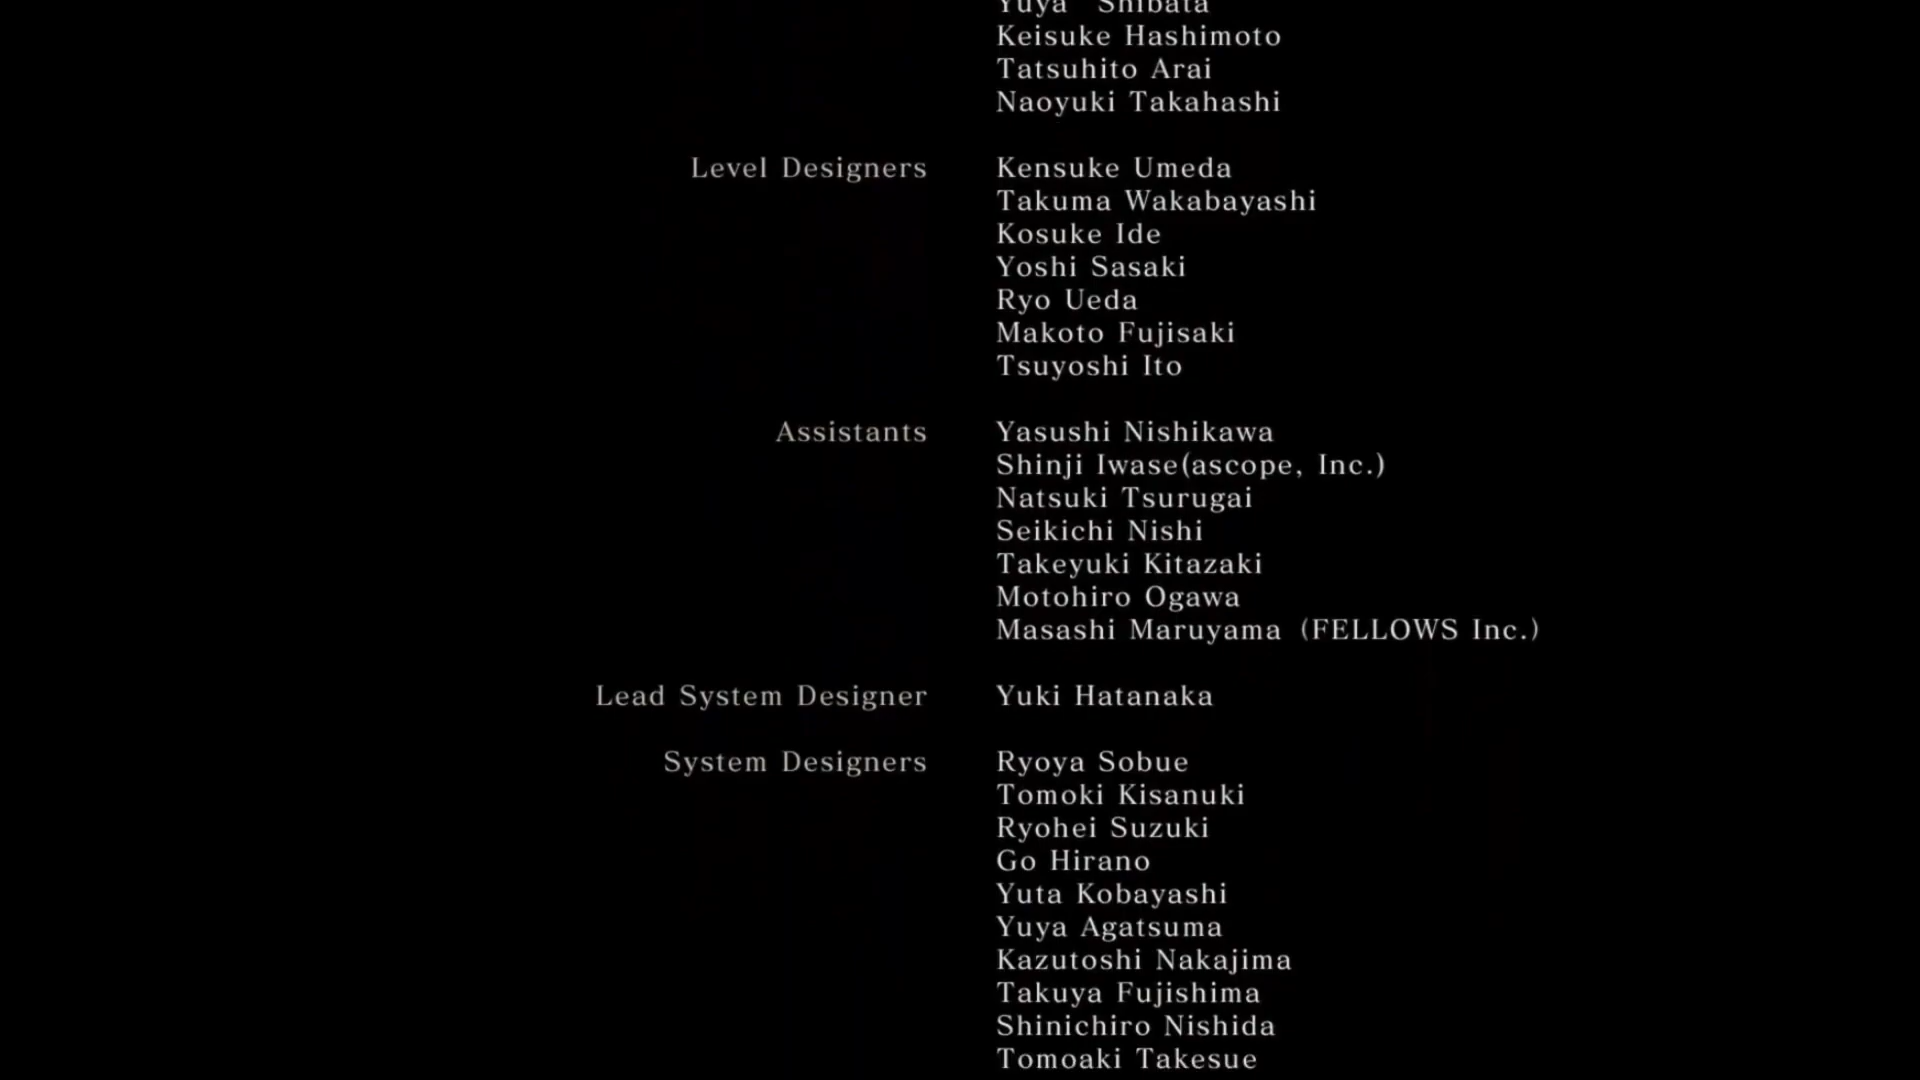 Yuya Shibata
Keisuke Hashimoto
Tatsuhito Arai
Naoyuki Takahashi
Level Designers Kensuke Umeda
Takuma Wakabayashi
Kosuke Ide
Yoshi Sasaki
Ryo Ueda
Makoto Fujisaki
Tsuyoshi Ito
Assistants Yasushi Nishikawa
Shinji Iwase(ascope, Inc.)
Natsuki Tsurugai
Seikichi Nishi
Takeyuki Kitazaki
Motohiro Ogawa
Masashi Maruyama (FELLOWS Inc.)
Lead System Designer Yuki Hatanaka
System Designers Ryoya Sobue
Tomoki Kisanuki
Ryohei Suzuki
Go Hirano
Yuta Kobayashi
Yuya Agatsuma
Kazutoshi Nakajima
Takuya Fujishima
Shinichiro Nishida
Tomoaki Takesue